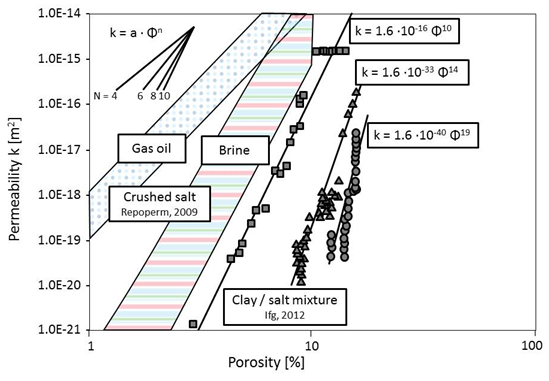 1.0E-14
1.0E-15
1.0E-16
1.0E-17
1.0E-18
1.0E-19
1.0E-20
1.0E-21
Permeability k [m²]
k = a · Φⁿ
N = 4 6 8 10
k = 1.6 ·10⁻¹⁶ Φ¹⁰
k = 1.6 ·10⁻³³ Φ¹⁴
k = 1.6 ·10⁻⁴⁰ Φ¹⁹
Gas oil
Brine
Crushed salt
Repoperm, 2009
Clay / salt mixture
Ifg, 2012
1 10 100
Porosity [%]